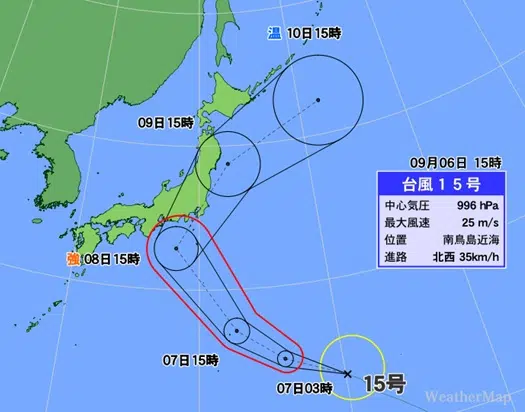 温 10日15時
09日15時
09月06日 15時
台風１５号
中心気圧 996 hPa
最大風速 25 m/s
位置 南鳥島近海
進路 北西 35km/h
強 08日15時
07日15時
07日03時
15号
WeatherMap